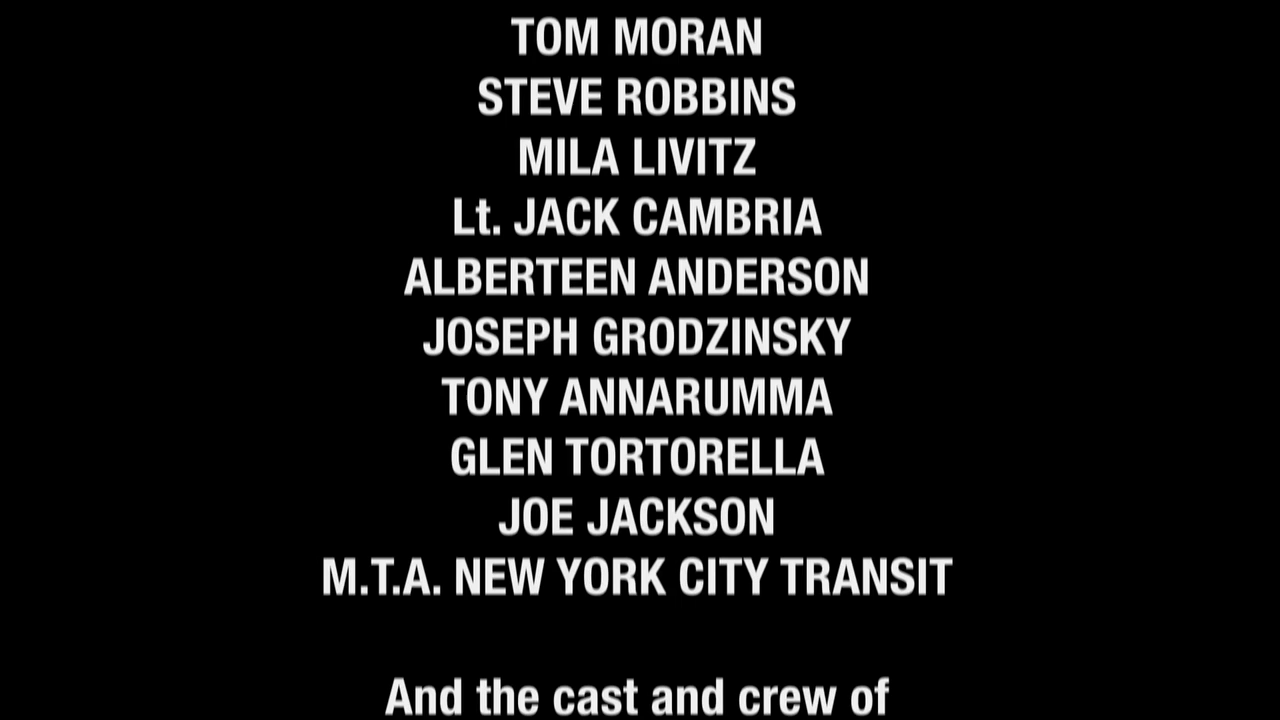 TOM MORAN
STEVE ROBBINS
MILA LIVITZ
Lt. JACK CAMBRIA
ALBERTEEN ANDERSON
JOSEPH GRODZINSKY
TONY ANNARUMMA
GLEN TORTORELLA
JOE JACKSON
M.T.A. NEW YORK CITY TRANSIT
And the cast and crew of